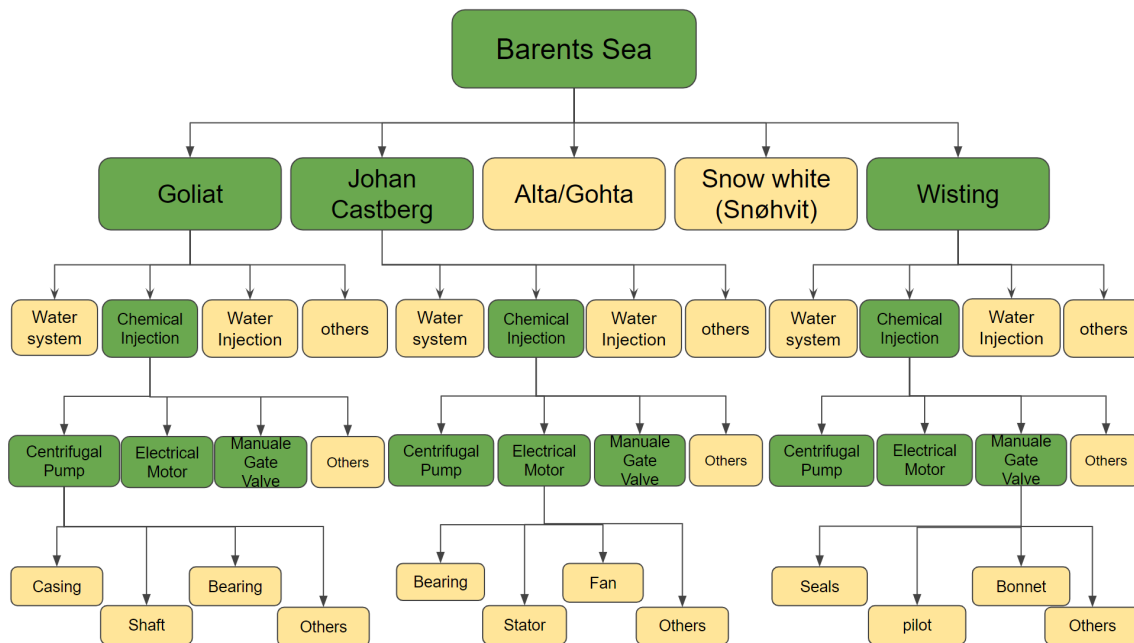 Barents Sea
Goliat
Johan
Castberg
Alta/Gohta
Snow white
(Snøhvit)
Wisting
Water
system
Chemical
Injection
Water
Injection
others
Water
system
Chemical
Injection
Water
Injection
others
Water
system
Chemical
Injection
Water
Injection
others
Centrifugal
Pump
Electrical
Motor
Manuale
Gate
Valve
Others
Centrifugal
Pump
Electrical
Motor
Manuale
Gate
Valve
Others
Centrifugal
Pump
Electrical
Motor
Manuale
Gate
Valve
Others
Casing
Shaft
Bearing
Others
Bearing
Stator
Fan
Others
Seals
pilot
Bonnet
Others